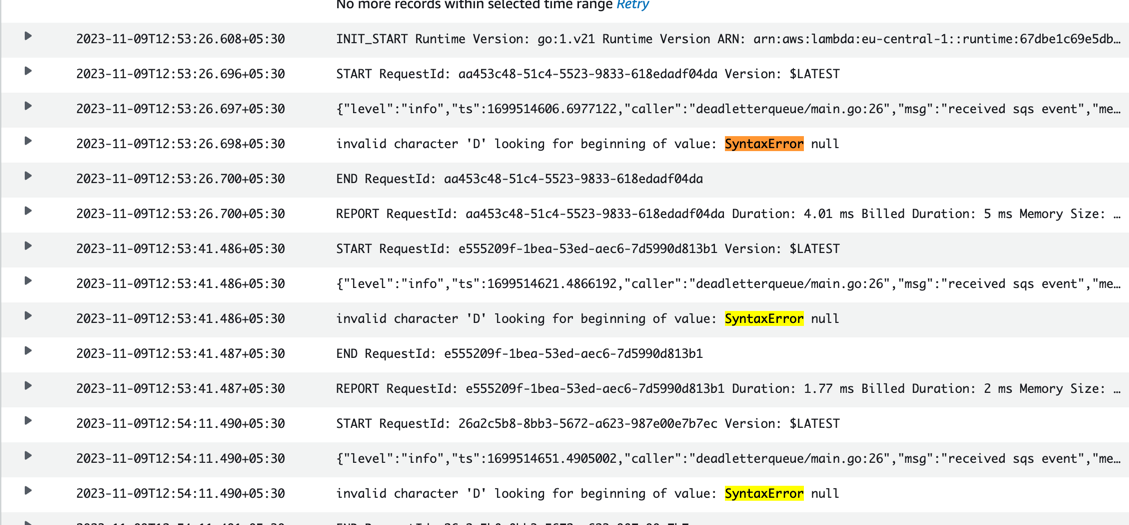 No more records within selected time range Retry
2023-11-09T12:53:26.608+05:30 INIT_START Runtime Version: go:1.v21 Runtime Version ARN: arn:aws:lambda:eu-central-1::runtime:67dbe1c69e5db…
2023-11-09T12:53:26.696+05:30 START RequestId: aa453c48-51c4-5523-9833-618edadf04da Version: $LATEST
2023-11-09T12:53:26.697+05:30 {"level":"info","ts":1699514606.6977122,"caller":"deadletterqueue/main.go:26","msg":"received sqs event","me…
2023-11-09T12:53:26.698+05:30 invalid character 'D' looking for beginning of value: SyntaxError null
2023-11-09T12:53:26.700+05:30 END RequestId: aa453c48-51c4-5523-9833-618edadf04da
2023-11-09T12:53:26.700+05:30 REPORT RequestId: aa453c48-51c4-5523-9833-618edadf04da Duration: 4.01 ms Billed Duration: 5 ms Memory Size: …
2023-11-09T12:53:41.486+05:30 START RequestId: e555209f-1bea-53ed-aec6-7d5990d813b1 Version: $LATEST
2023-11-09T12:53:41.486+05:30 {"level":"info","ts":1699514621.4866192,"caller":"deadletterqueue/main.go:26","msg":"received sqs event","me…
2023-11-09T12:53:41.486+05:30 invalid character 'D' looking for beginning of value: SyntaxError null
2023-11-09T12:53:41.487+05:30 END RequestId: e555209f-1bea-53ed-aec6-7d5990d813b1
2023-11-09T12:53:41.487+05:30 REPORT RequestId: e555209f-1bea-53ed-aec6-7d5990d813b1 Duration: 1.77 ms Billed Duration: 2 ms Memory Size: …
2023-11-09T12:54:11.490+05:30 START RequestId: 26a2c5b8-8bb3-5672-a623-987e00e7b7ec Version: $LATEST
2023-11-09T12:54:11.490+05:30 {"level":"info","ts":1699514651.4905002,"caller":"deadletterqueue/main.go:26","msg":"received sqs event","me…
2023-11-09T12:54:11.490+05:30 invalid character 'D' looking for beginning of value: SyntaxError null